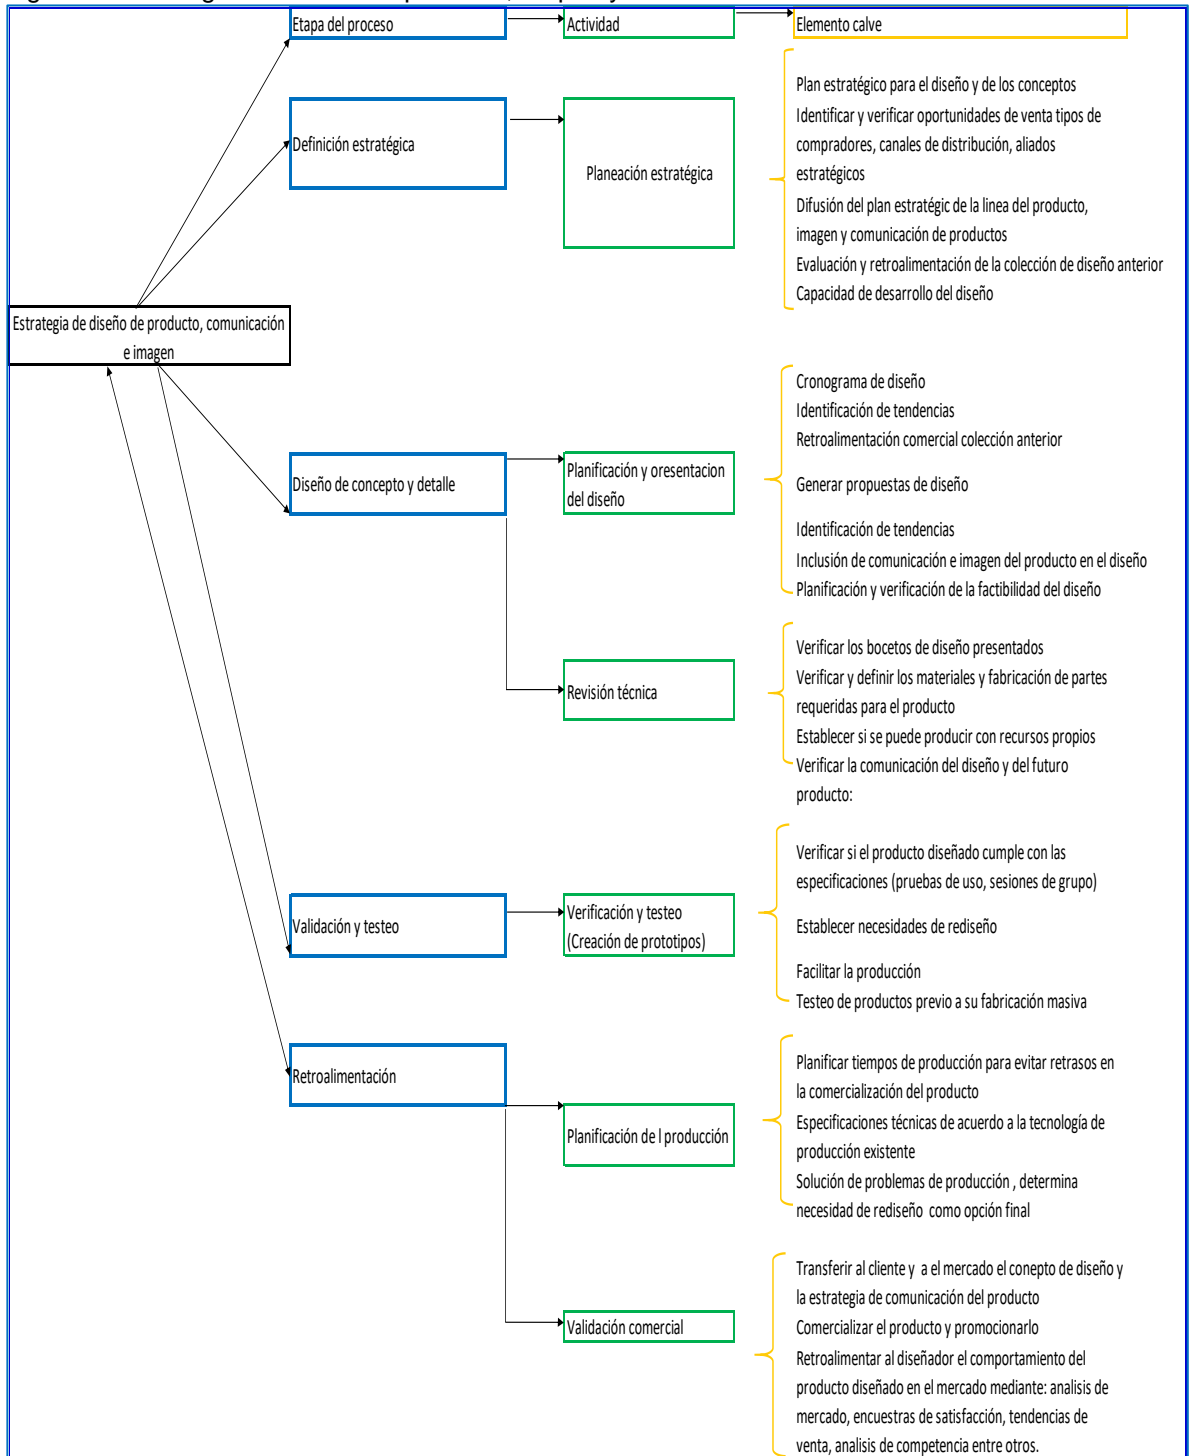 Etapa del proceso
Actividad
Elemento calve
Definición estratégica
Planeación estratégica
Plan estratégico para el diseño y de los conceptos
Identificar y verificar oportunidades de venta tipos de
compradores, canales de distribución, aliados
estratégicos
Difusión del plan estratégic de la linea del producto,
imagen y comunicación de productos
Evaluación y retroalimentación de la colección de diseño anterior
Capacidad de desarrollo del diseño
Estrategia de diseño de producto, comunicación
e imagen
Diseño de concepto y detalle
Planificación y oresentacion
del diseño
Cronograma de diseño
Identificación de tendencias
Retroalimentación comercial colección anterior
Generar propuestas de diseño
Identificación de tendencias
Inclusión de comunicación e imagen del producto en el diseño
Planificación y verificación de la factibilidad del diseño
Revisión técnica
Verificar los bocetos de diseño presentados
Verificar y definir los materiales y fabricación de partes
requeridas para el producto
Establecer si se puede producir con recursos propios
Verificar la comunicación del diseño y del futuro
producto:
Validación y testeo
Verificación y testeo
(Creación de prototipos)
Verificar si el producto diseñado cumple con las
especificaciones (pruebas de uso, sesiones de grupo)
Establecer necesidades de rediseño
Facilitar la producción
Testeo de productos previo a su fabricación masiva
Retroalimentación
Planificación de l producción
Planificar tiempos de producción para evitar retrasos en
la comercialización del producto
Especificaciones técnicas de acuerdo a la tecnología de
producción existente
Solución de problemas de producción , determina
necesidad de rediseño como opción final
Validación comercial
Transferir al cliente y a el mercado el conepto de diseño y
la estrategia de comunicación del producto
Comercializar el producto y promocionarlo
Retroalimentar al diseñador el comportamiento del
producto diseñado en el mercado mediante: analisis de
mercado, encuestras de satisfacción, tendencias de
venta, analisis de competencia entre otros.